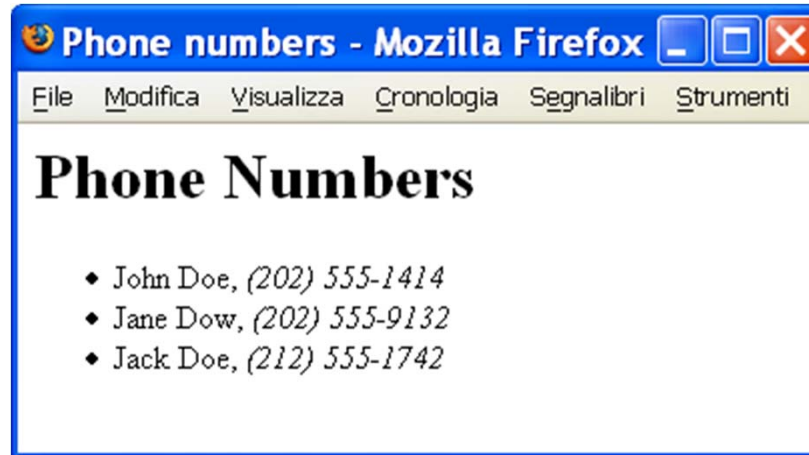 Phone numbers - Mozilla Firefox
File Modifica Visualizza Cronologia Segnalibri Strumenti
Phone Numbers
John Doe, (202) 555-1414
Jane Dow, (202) 555-9132
Jack Doe, (212) 555-1742